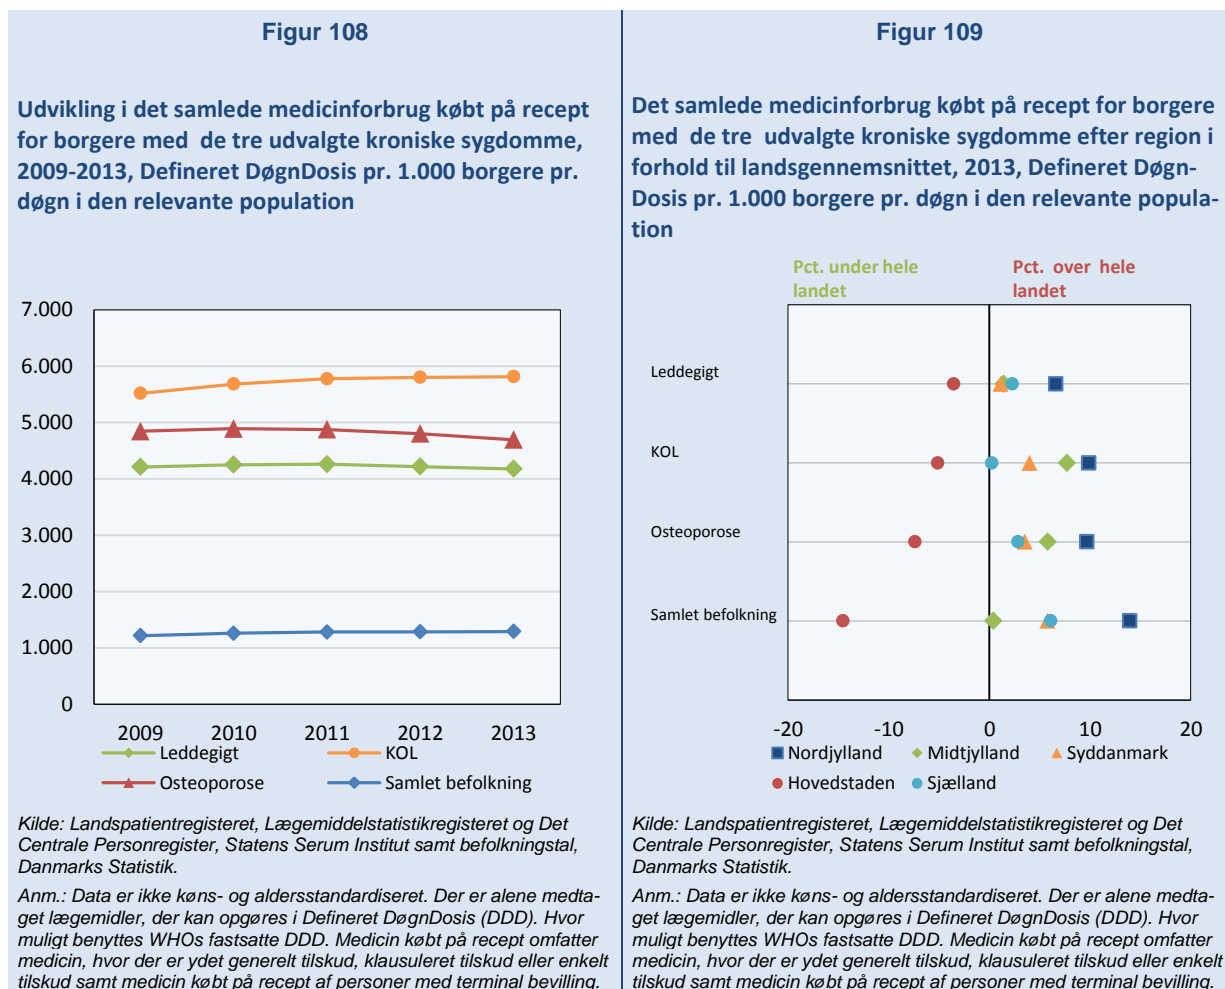 Figur 108
Udvikling i det samlede medicinforbrug købt på recept
for borgere med de tre udvalgte kroniske sygdomme,
2009-2013, Defineret DøgnDosis pr. 1.000 borgere pr.
døgn i den relevante population
7.000
6.000
5.000
4.000
3.000
2.000
1.000
0
2009 2010 2011 2012 2013
Leddegigt KOL
Osteoporose Samlet befolkning
Kilde: Landspatientregisteret, Lægemiddelstatistikregisteret og Det
Centrale Personregister, Statens Serum Institut samt befolkningstal,
Danmarks Statistik.
Anm.: Data er ikke køns- og aldersstandardiseret. Der er alene medta-
get lægemidler, der kan opgøres i Defineret DøgnDosis (DDD). Hvor
muligt benyttes WHOs fastsatte DDD. Medicin købt på recept omfatter
medicin, hvor der er ydet generelt tilskud, klausuleret tilskud eller enkelt
tilskud samt medicin købt på recept af personer med terminal bevilling.
Figur 109
Det samlede medicinforbrug købt på recept for borgere
med de tre udvalgte kroniske sygdomme efter region i
forhold til landsgennemsnittet, 2013, Defineret Døgn-
Dosis pr. 1.000 borgere pr. døgn i den relevante popula-
tion
Pct. under hele Pct. over hele
landet landet
Leddegigt
KOL
Osteoporose
Samlet befolkning
-20 -10 0 10 20
Nordjylland Midtjylland Syddanmark
Hovedstaden Sjælland
Kilde: Landspatientregisteret, Lægemiddelstatistikregisteret og Det
Centrale Personregister, Statens Serum Institut samt befolkningstal,
Danmarks Statistik.
Anm.: Data er ikke køns- og aldersstandardiseret. Der er alene medta-
get lægemidler, der kan opgøres i Defineret DøgnDosis (DDD). Hvor
muligt benyttes WHOs fastsatte DDD. Medicin købt på recept omfatter
medicin, hvor der er ydet generelt tilskud, klausuleret tilskud eller enkelt
tilskud samt medicin købt på recept af personer med terminal bevilling.